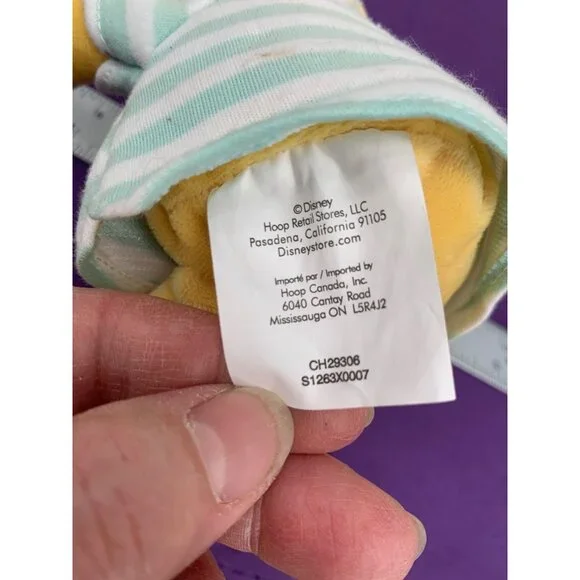 © Disney
Hoop Retail Stores, LLC
Pasadena, California 91105
Disneystore.com
Importé par / Imported by
Hoop Canada, Inc.
6040 Cantay Road
Mississauga ON L5R4J2
CH29306
S1263X0007